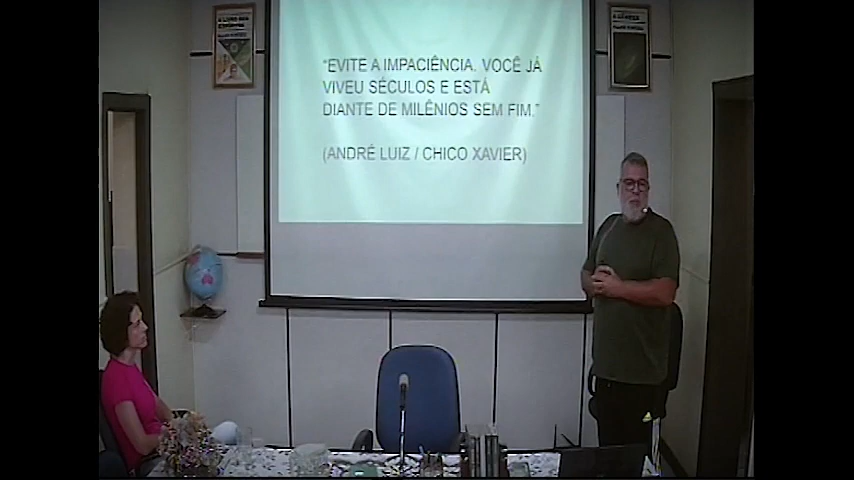 "EVITE A IMPACIÊNCIA. VOCÊ JÁ
VIVEU SÉCULOS E ESTÁ
DIANTE DE MILÊNIOS SEM FIM."
(ANDRÉ LUIZ / CHICO XAVIER)